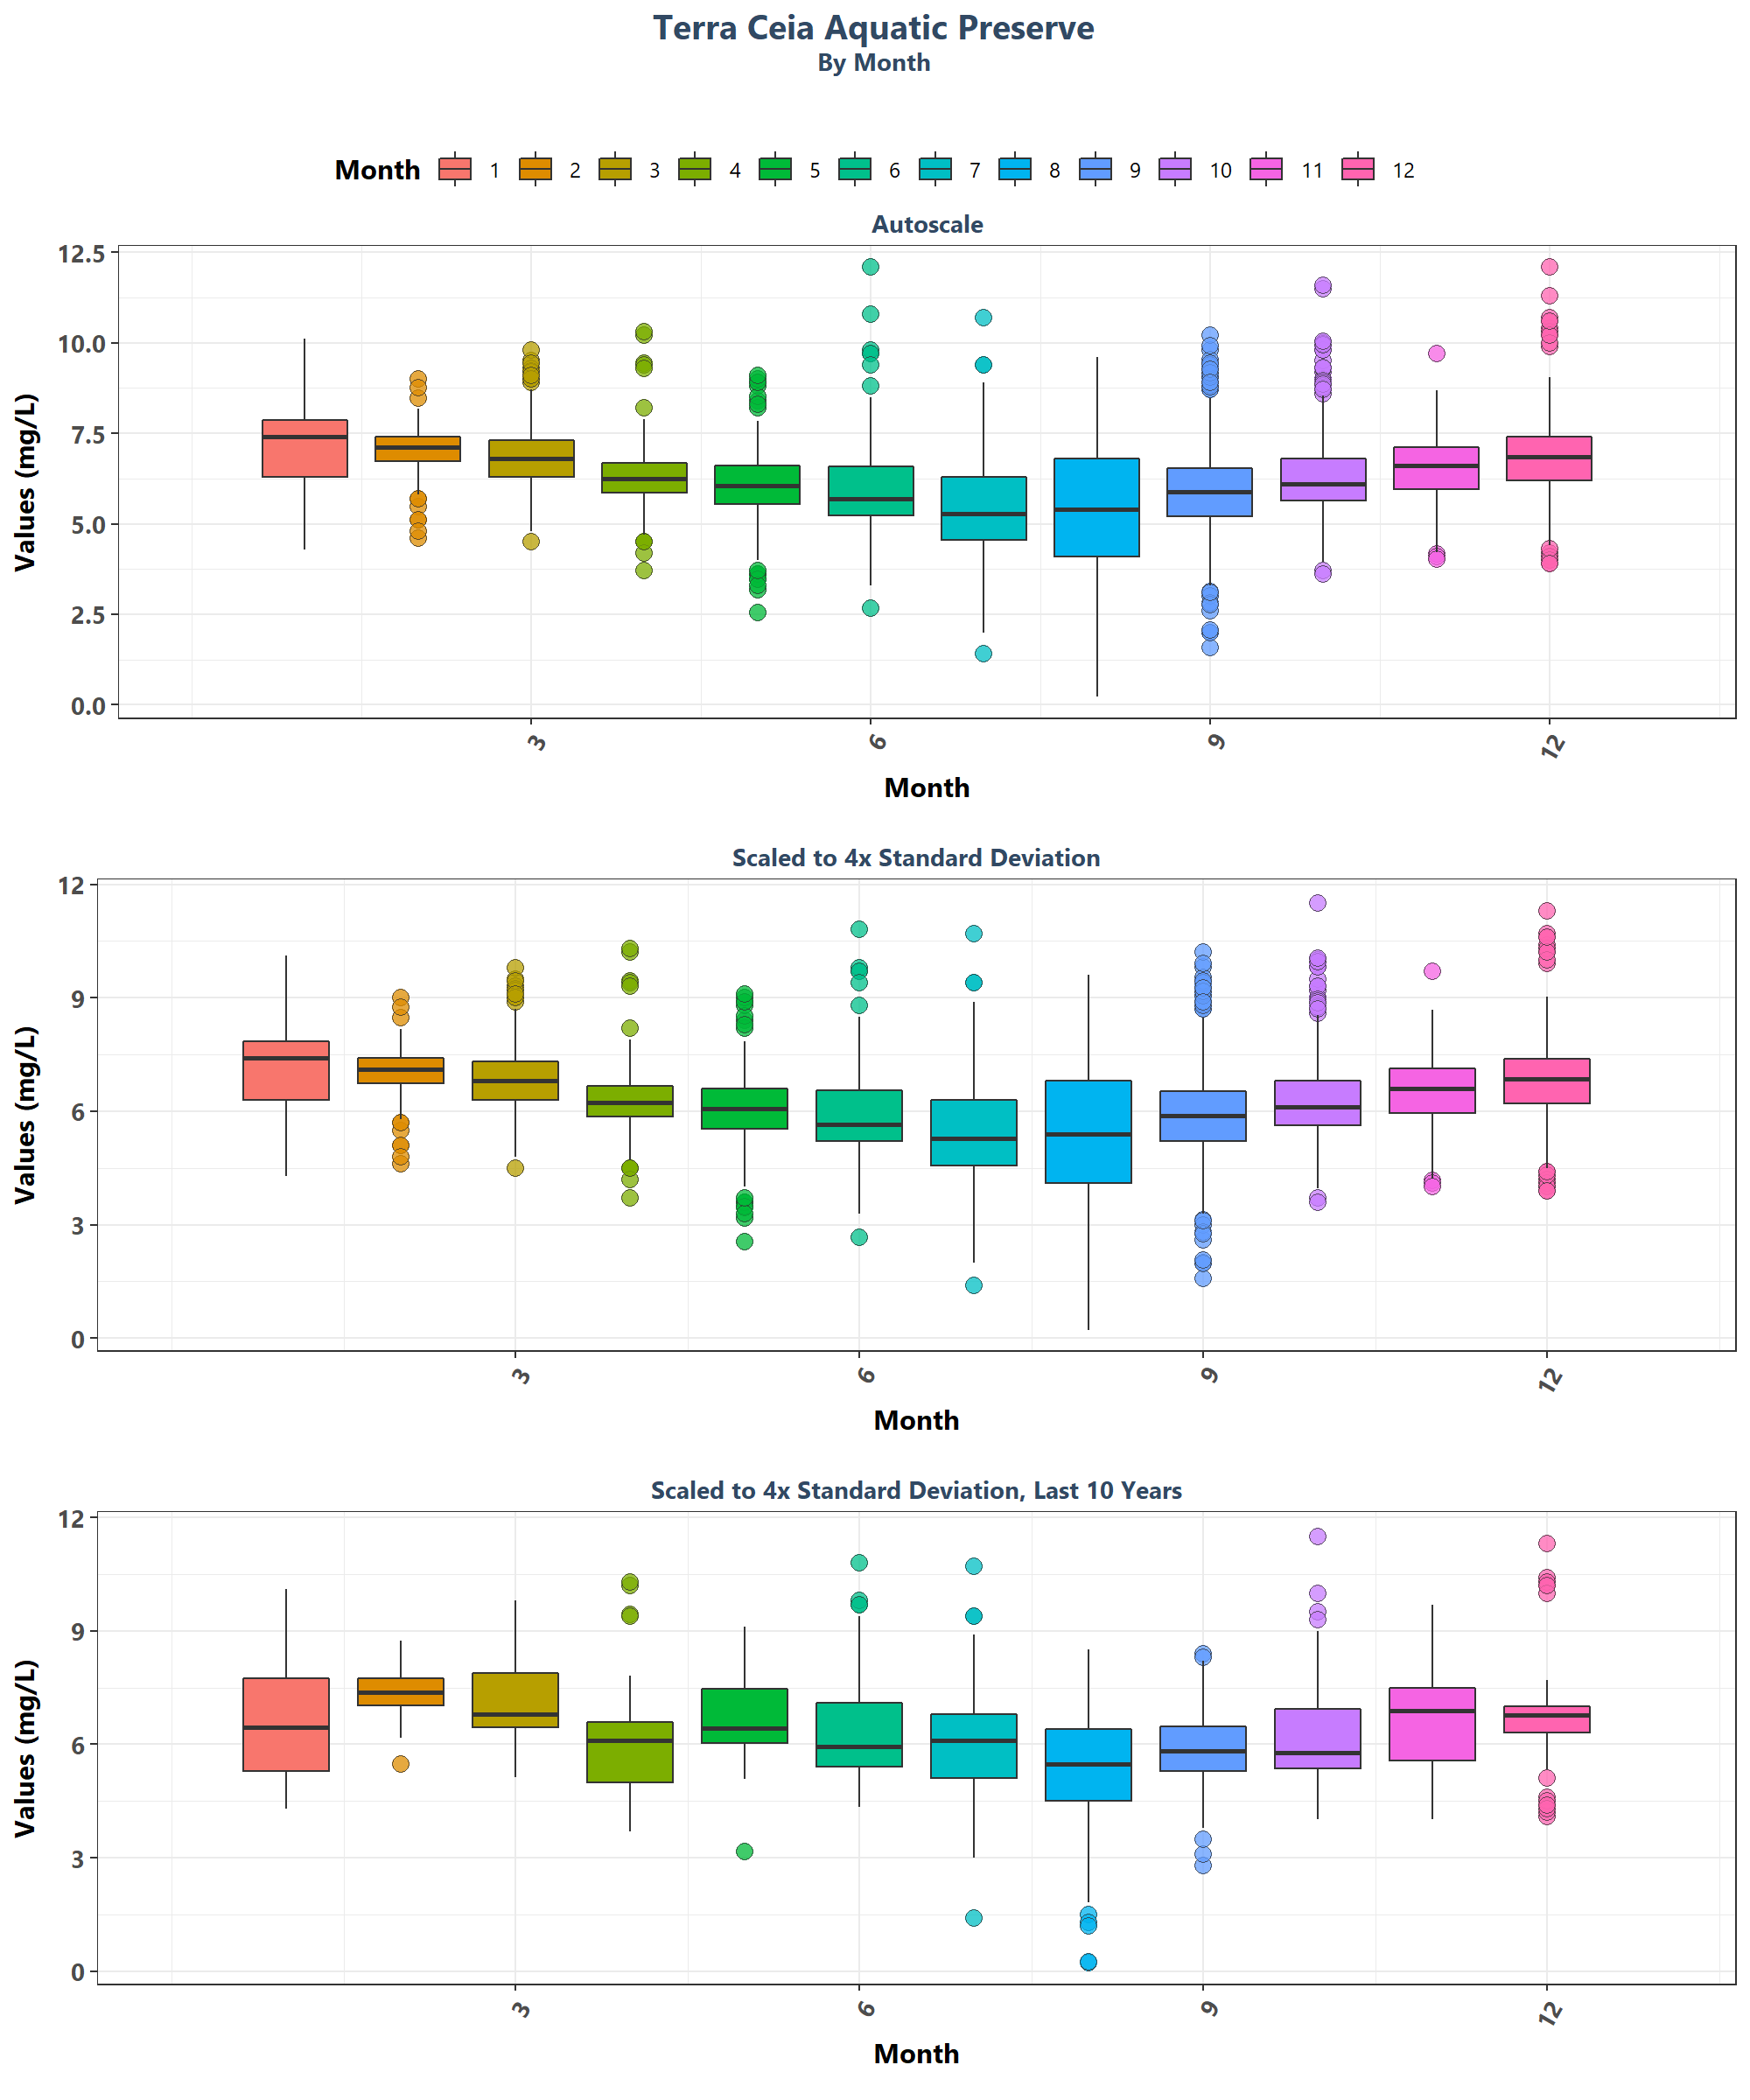 Terra Ceia Aquatic Preserve
By Month
Month 1 2 3 4 5 6 7 8 9 10 11 12
Autoscale
Values (mg/L)
12.5
10.0
7.5
5.0
2.5
0.0
3 6 9 12
Month
Scaled to 4x Standard Deviation
Values (mg/L)
12
9
6
3
0
3 6 9 12
Month
Scaled to 4x Standard Deviation, Last 10 Years
Values (mg/L)
12
9
6
3
0
3 6 9 12
Month